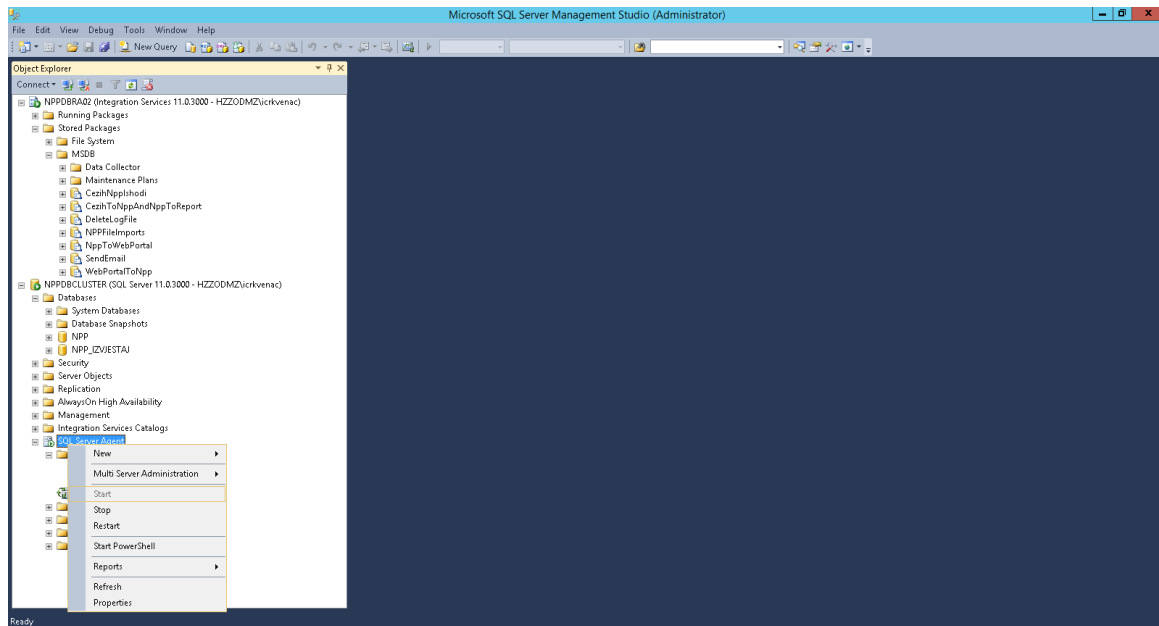 Microsoft SQL Server Management Studio (Administrator)
File Edit View Debug Tools Window Help
New Query
Object Explorer
Connect
NPPDBRA02 (Integration Services 11.0.3000 - HZZODMZ\icrkvenac)
Running Packages
Stored Packages
File System
MSDB
Data Collector
Maintenance Plans
CezihNppIshodi
CezihToNppAndNppToReport
DeleteLogFile
NPPFileImports
NppToWebPortal
SendEmail
WebPortalToNpp
NPPDBCLUSTER (SQL Server 11.0.3000 - HZZODMZ\icrkvenac)
Databases
System Databases
Database Snapshots
NPP
NPP_IZVJESTAJ
Security
Server Objects
Replication
AlwaysOn High Availability
Management
Integration Services Catalogs
SQL Server Agent
New
Multi Server Administration
Start
Stop
Restart
Start PowerShell
Reports
Refresh
Properties
Ready